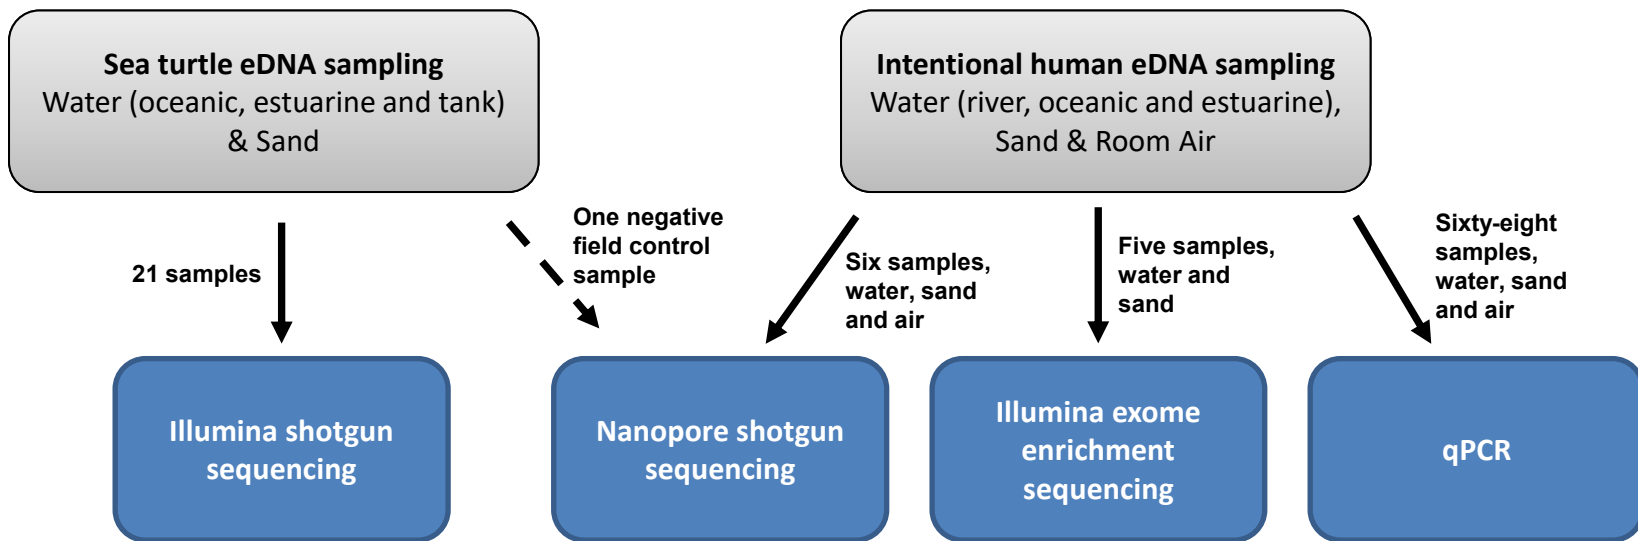 Sea turtle eDNA sampling
Water (oceanic, estuarine and tank)
& Sand
Intentional human eDNA sampling
Water (river, oceanic and estuarine),
Sand & Room Air
21 samples
One negative
field control
sample
Six samples,
water, sand
and air
Five samples,
water and
sand
Sixty-eight
samples,
water, sand
and air
Illumina shotgun
sequencing
Nanopore shotgun
sequencing
Illumina exome
enrichment
sequencing
qPCR